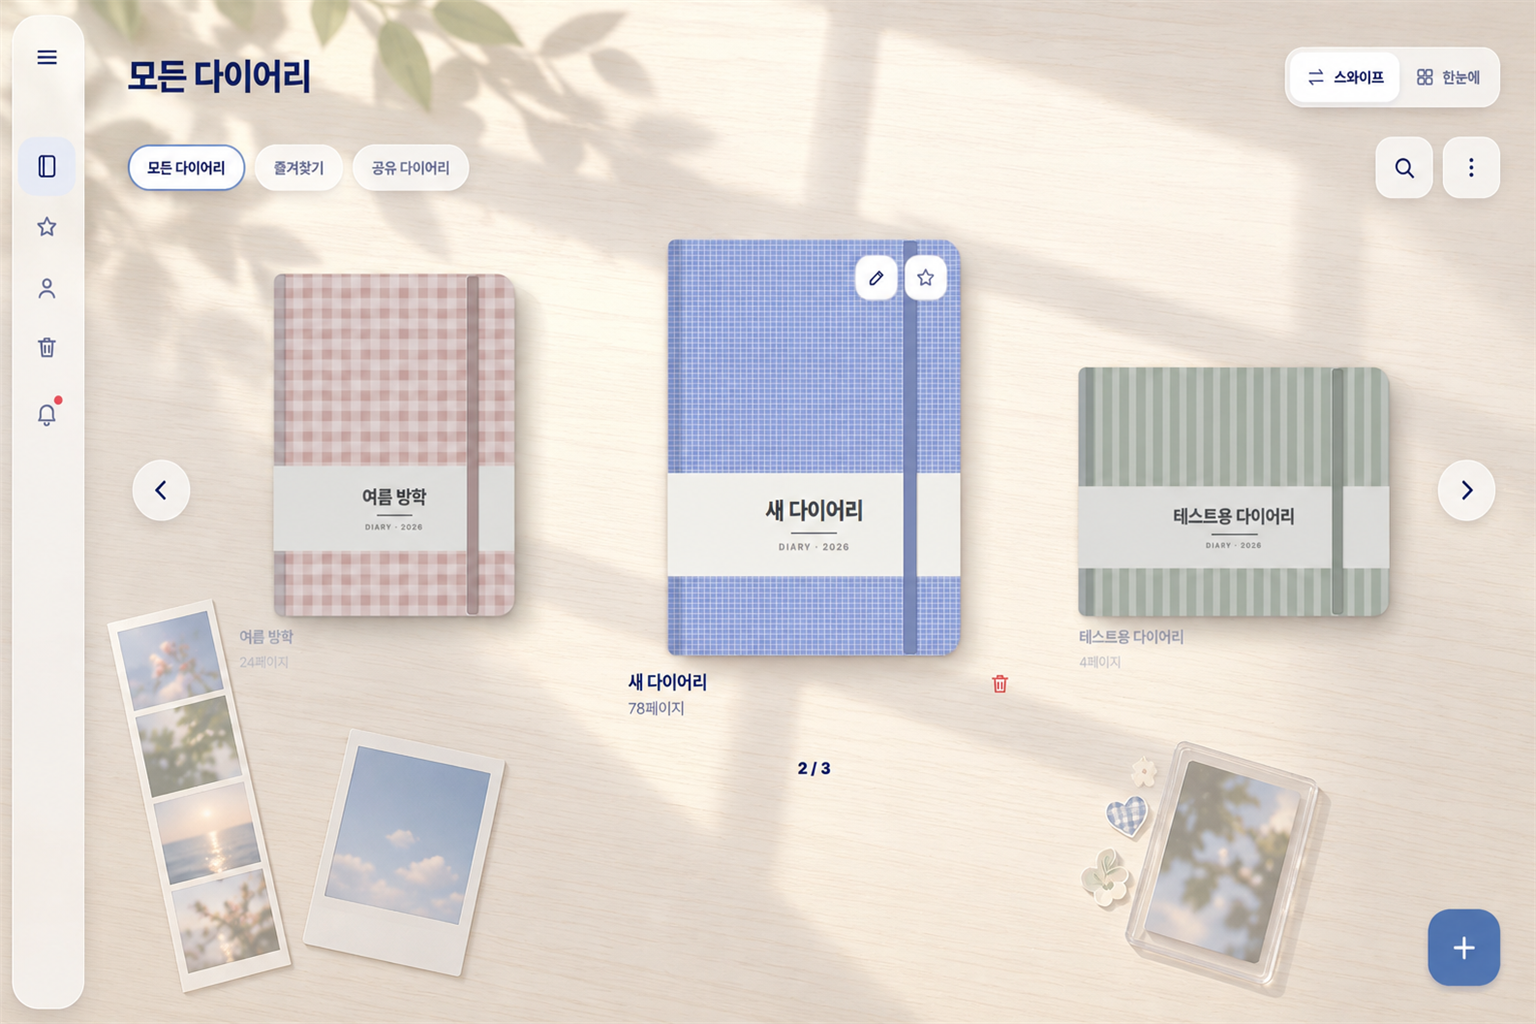 모든 다이어리
스와이프
한눈에
모든 다이어리
즐겨찾기
공유 다이어리
여름 방학
DIARY · 2026
새 다이어리
DIARY · 2026
테스트용 다이어리
DIARY · 2026
여름 방학
24페이지
새 다이어리
78페이지
테스트용 다이어리
4페이지
2 / 3